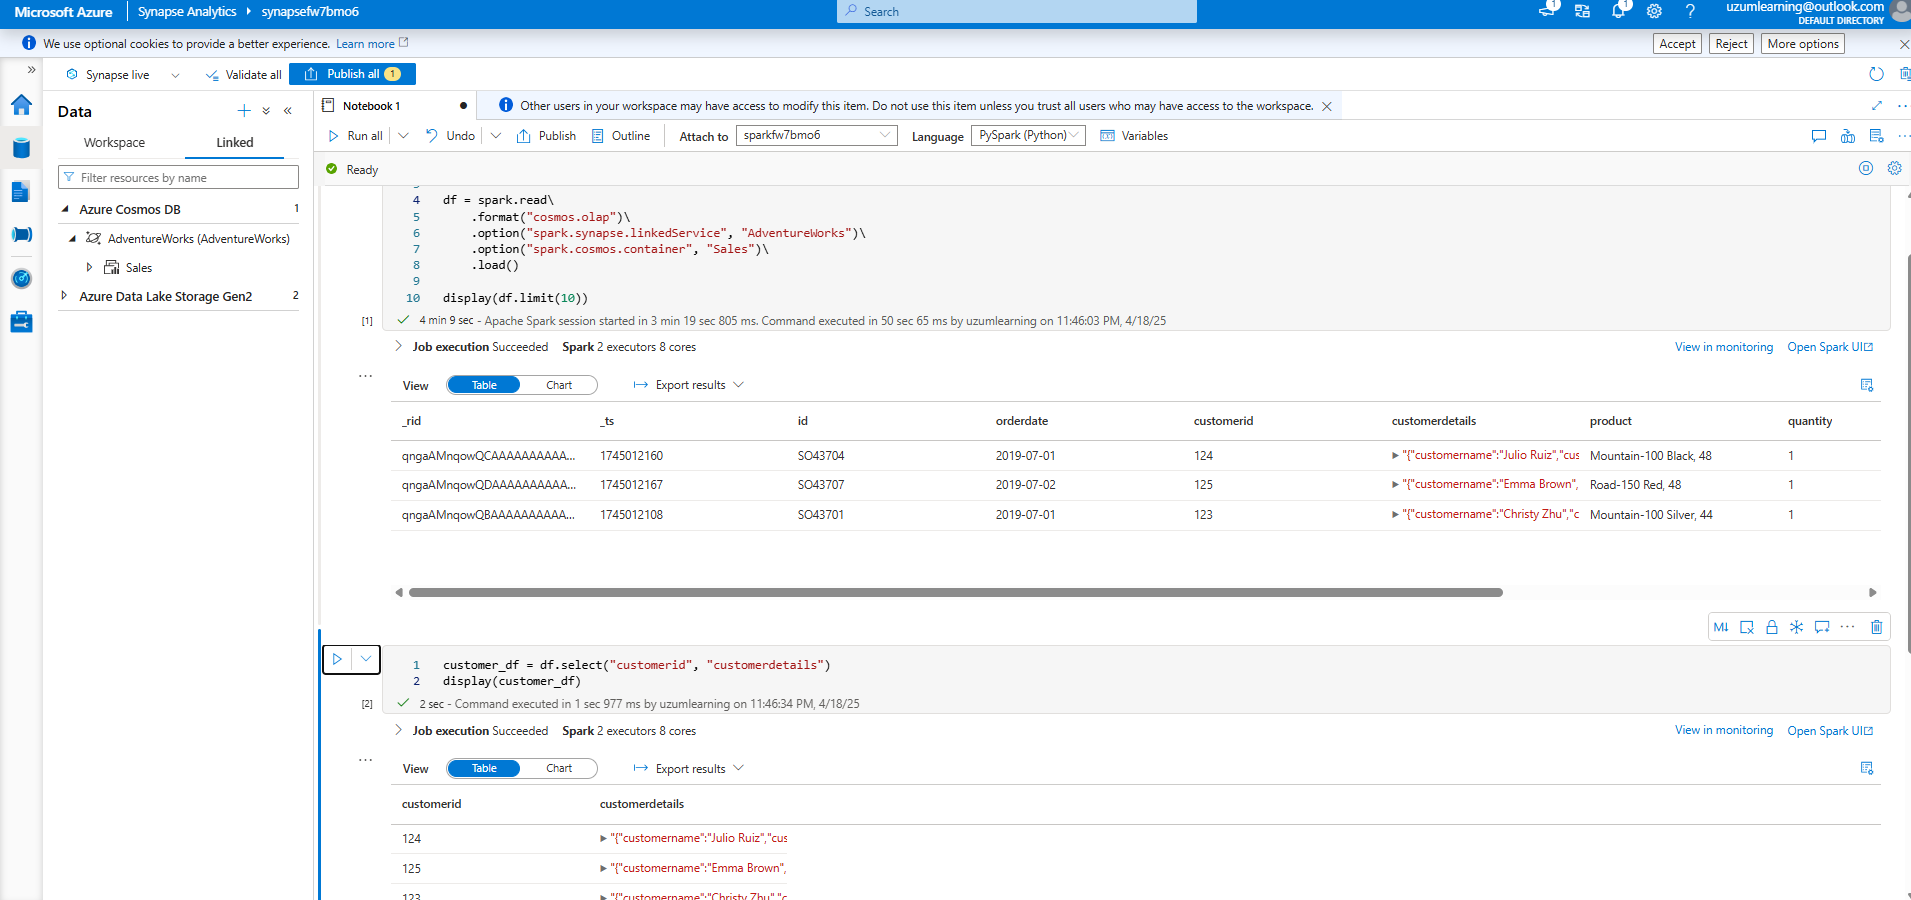 Microsoft Azure Synapse Analytics synapsefw7bmo6 Search 1 1 uzumlearning@outlook.com
DEFAULT DIRECTORY
We use optional cookies to provide a better experience. Learn more Accept Reject More options
Synapse live Validate all Publish all 1
Data
Workspace Linked
Filter resources by name
Azure Cosmos DB 1
AdventureWorks (AdventureWorks)
Sales
Azure Data Lake Storage Gen2 2
Notebook 1 Other users in your workspace may have access to modify this item. Do not use this item unless you trust all users who may have access to the workspace.
Run all Undo Publish Outline Attach to sparkfw7bmo6 Language PySpark (Python) Variables
Ready
4 df = spark.read\
5 .format("cosmos.olap")\
6 .option("spark.synapse.linkedService", "AdventureWorks")\
7 .option("spark.cosmos.container", "Sales")\
8 .load()
9
10 display(df.limit(10))
[1] 4 min 9 sec - Apache Spark session started in 3 min 19 sec 805 ms. Command executed in 50 sec 65 ms by uzumlearning on 11:46:03 PM, 4/18/25
Job execution Succeeded Spark 2 executors 8 cores View in monitoring Open Spark UI
View Table Chart Export results
_rid _ts id orderdate customerid customerdetails product quantity
qngaAMnqowQCAAAAAAAAAA... 1745012160 SO43704 2019-07-01 124 "{"customername":"Julio Ruiz","cus Mountain-100 Black, 48 1
qngaAMnqowQDAAAAAAAAAA... 1745012167 SO43707 2019-07-02 125 "{"customername":"Emma Brown", Road-150 Red, 48 1
qngaAMnqowQBAAAAAAAAAA... 1745012108 SO43701 2019-07-01 123 "{"customername":"Christy Zhu","c Mountain-100 Silver, 44 1
M↓
1 customer_df = df.select("customerid", "customerdetails")
2 display(customer_df)
[2] 2 sec - Command executed in 1 sec 977 ms by uzumlearning on 11:46:34 PM, 4/18/25
Job execution Succeeded Spark 2 executors 8 cores View in monitoring Open Spark UI
View Table Chart Export results
customerid customerdetails
124 "{"customername":"Julio Ruiz","cus
125 "{"customername":"Emma Brown",
123 "{"customername":"Christy Zhu","c